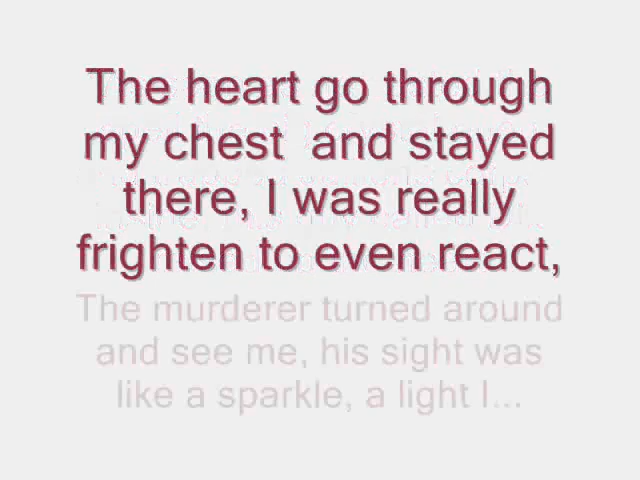 The heart go through
my chest  and stayed
there, I was really
frighten to even react,
The murderer turned around
and see me, his sight was
like a sparkle, a light I...